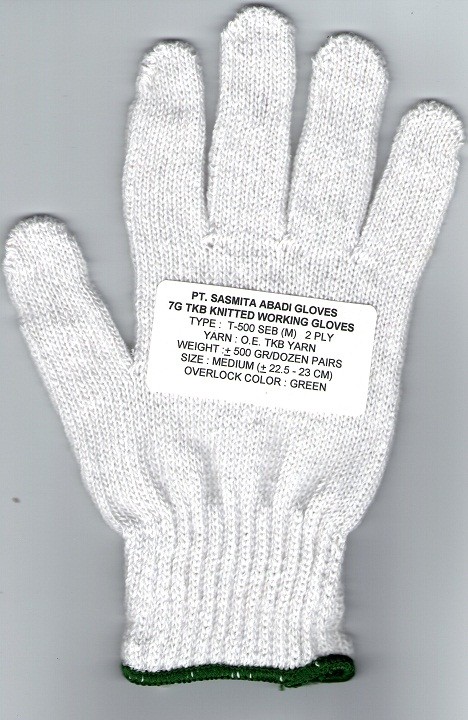 PT. SASMITA ABADI GLOVES
7G TKB KNITTED WORKING GLOVES
TYPE : T-500 SEB (M) 2 PLY
YARN : O.E. TKB YARN
WEIGHT : ± 500 GR/DOZEN PAIRS
SIZE : MEDIUM (± 22.5 - 23 CM)
OVERLOCK COLOR : GREEN